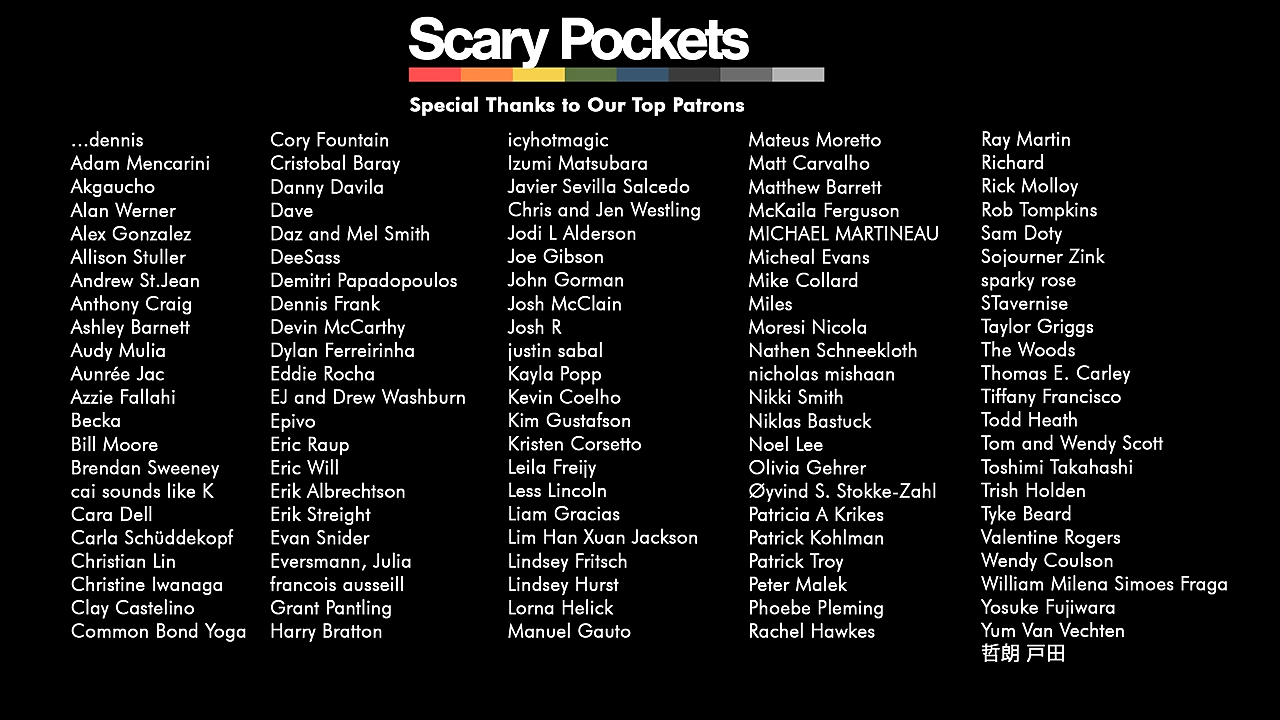 Scary Pockets
Special Thanks to Our Top Patrons
...dennis
Adam Mencarini
Akgaucho
Alan Werner
Alex Gonzalez
Allison Stuller
Andrew St.Jean
Anthony Craig
Ashley Barnett
Audy Mulia
Aunrée Jac
Azzie Fallahi
Becka
Bill Moore
Brendan Sweeney
cai sounds like K
Cara Dell
Carla Schüddekopf
Christian Lin
Christine Iwanaga
Clay Castelino
Common Bond Yoga
Cory Fountain
Cristobal Baray
Danny Davila
Dave
Daz and Mel Smith
DeeSass
Demitri Papadopoulos
Dennis Frank
Devin McCarthy
Dylan Ferreirinha
Eddie Rocha
EJ and Drew Washburn
Epivo
Eric Raup
Eric Will
Erik Albrechtson
Erik Streight
Evan Snider
Eversmann, Julia
francois ausseill
Grant Pantling
Harry Bratton
icyhotmagic
Izumi Matsubara
Javier Sevilla Salcedo
Chris and Jen Westling
Jodi L Alderson
Joe Gibson
John Gorman
Josh McClain
Josh R
justin sabal
Kayla Popp
Kevin Coelho
Kim Gustafson
Kristen Corsetto
Leila Freijy
Less Lincoln
Liam Gracias
Lim Han Xuan Jackson
Lindsey Fritsch
Lindsey Hurst
Lorna Helick
Manuel Gauto
Mateus Moretto
Matt Carvalho
Matthew Barrett
McKaila Ferguson
MICHAEL MARTINEAU
Micheal Evans
Mike Collard
Miles
Moresi Nicola
Nathen Schneekloth
nicholas mishaan
Nikki Smith
Niklas Bastuck
Noel Lee
Olivia Gehrer
Øyvind S. Stokke-Zahl
Patricia A Krikes
Patrick Kohlman
Patrick Troy
Peter Malek
Phoebe Pleming
Rachel Hawkes
Ray Martin
Richard
Rick Molloy
Rob Tompkins
Sam Doty
Sojourner Zink
sparky rose
STavernise
Taylor Griggs
The Woods
Thomas E. Carley
Tiffany Francisco
Todd Heath
Tom and Wendy Scott
Toshimi Takahashi
Trish Holden
Tyke Beard
Valentine Rogers
Wendy Coulson
William Milena Simoes Fraga
Yosuke Fujiwara
Yum Van Vechten
哲朗 戸田